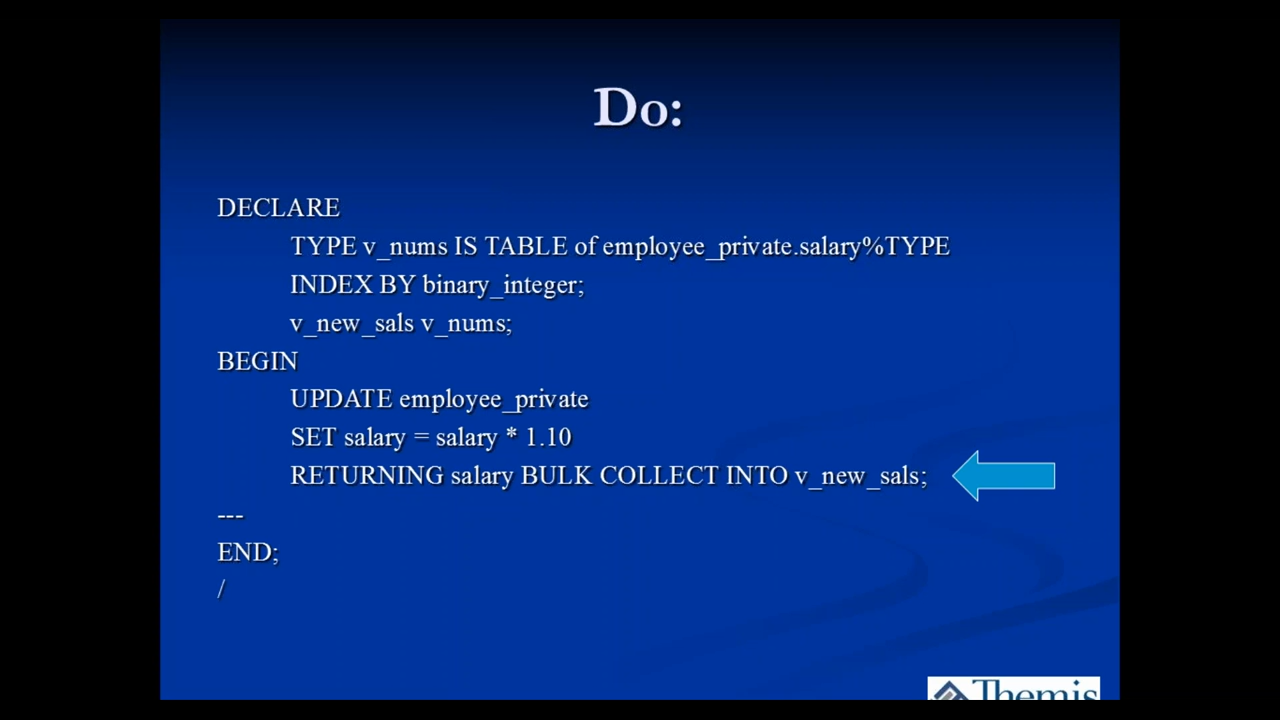 Do:
DECLARE
TYPE v_nums IS TABLE of employee_private.salary%TYPE
INDEX BY binary_integer;
v_new_sals v_nums;
BEGIN
UPDATE employee_private
SET salary = salary * 1.10
RETURNING salary BULK COLLECT INTO v_new_sals;
---
END;
/
Themis